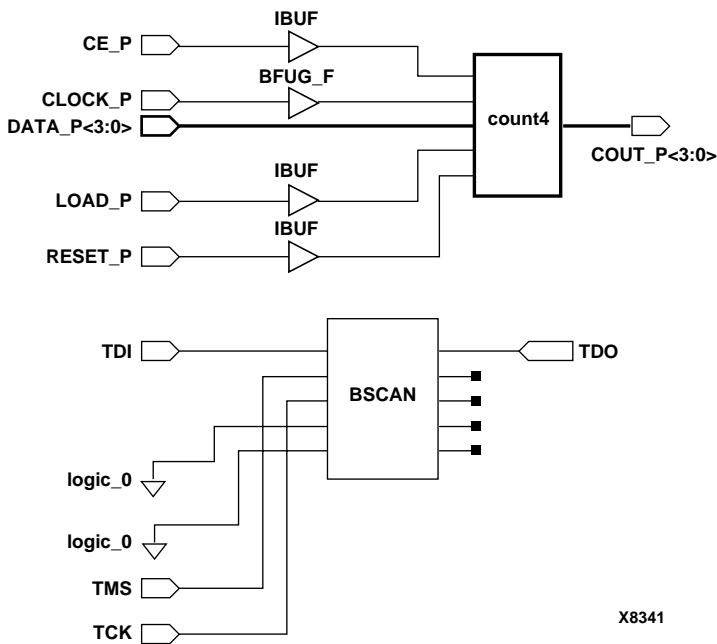 IBUF
CE_P
BFUG_F
CLOCK_P
DATA_P<3:0>
count4
COUT_P<3:0>
IBUF
LOAD_P
IBUF
RESET_P
TDI
TDO
BSCAN
logic_0
logic_0
TMS
TCK
X8341